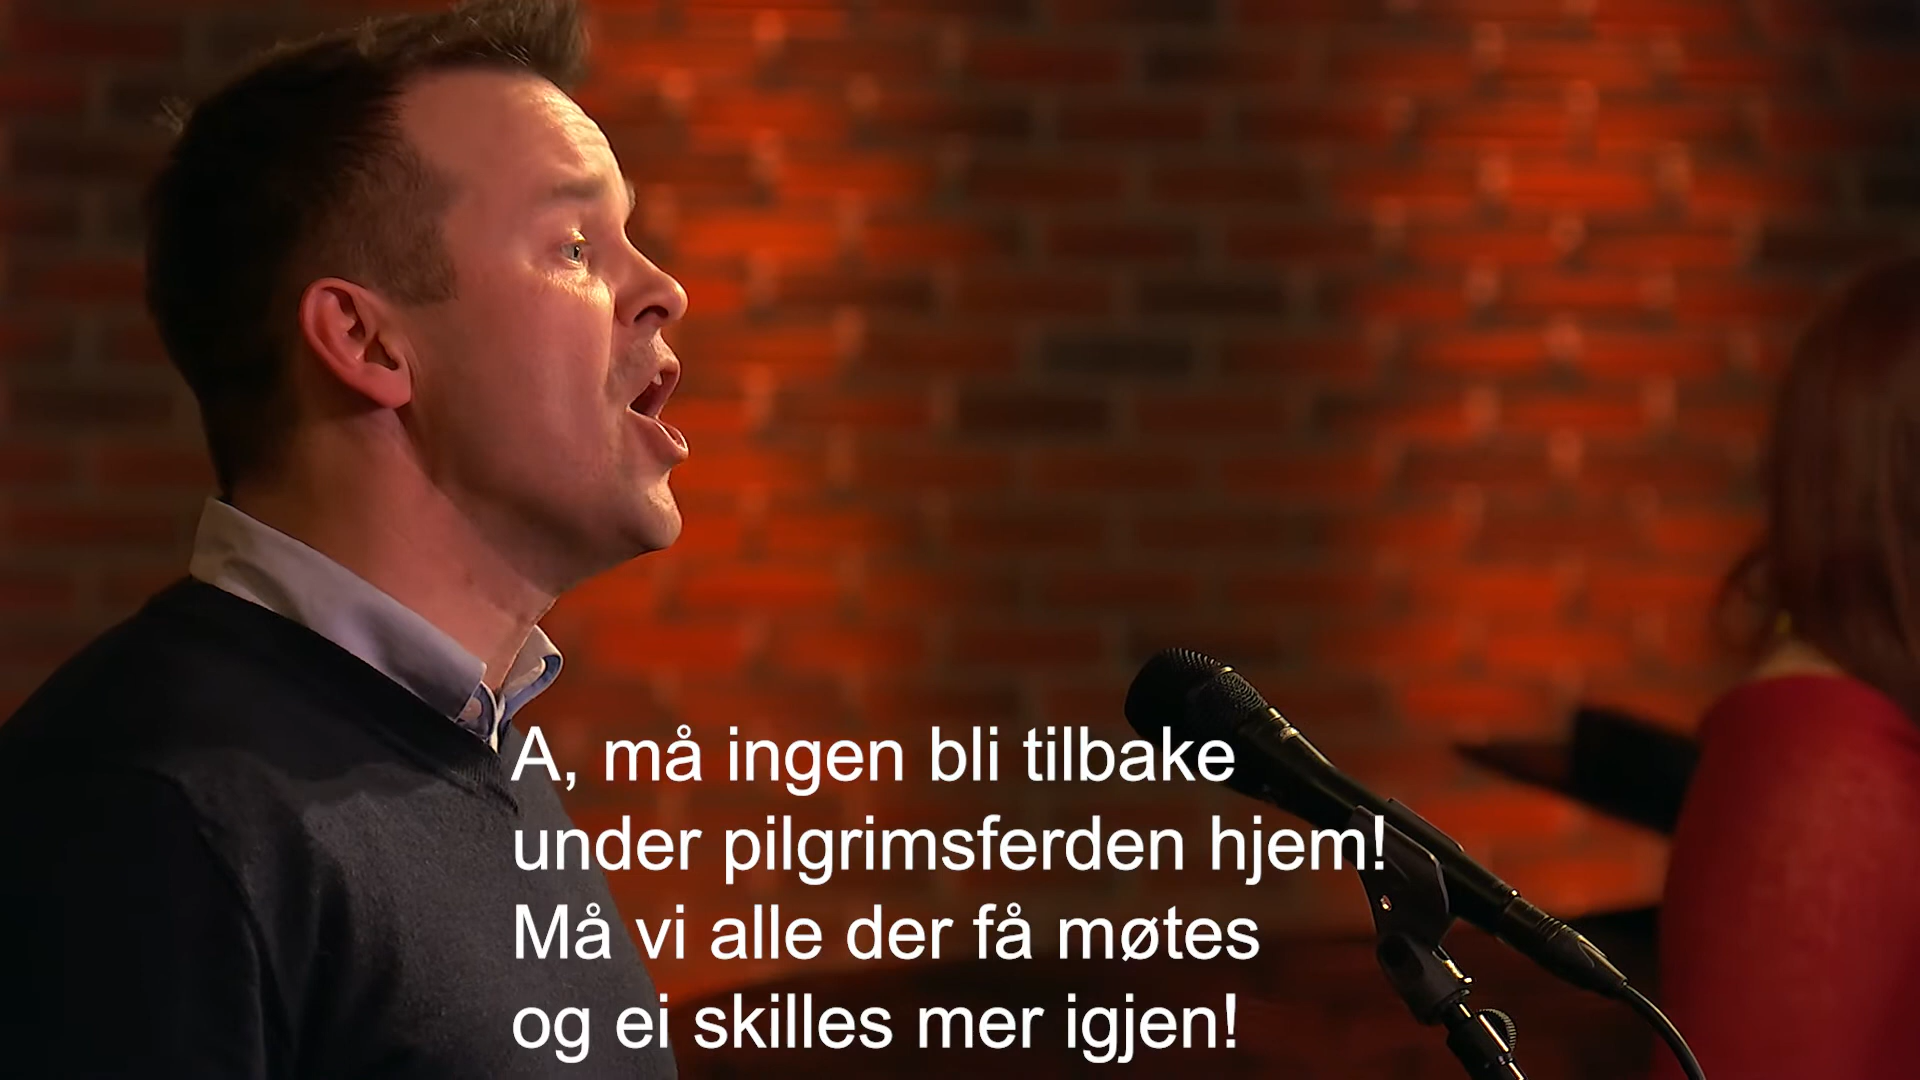 A, må ingen bli tilbake
under pilgrimsferden hjem!
Må vi alle der få møtes
og ei skilles mer igjen!